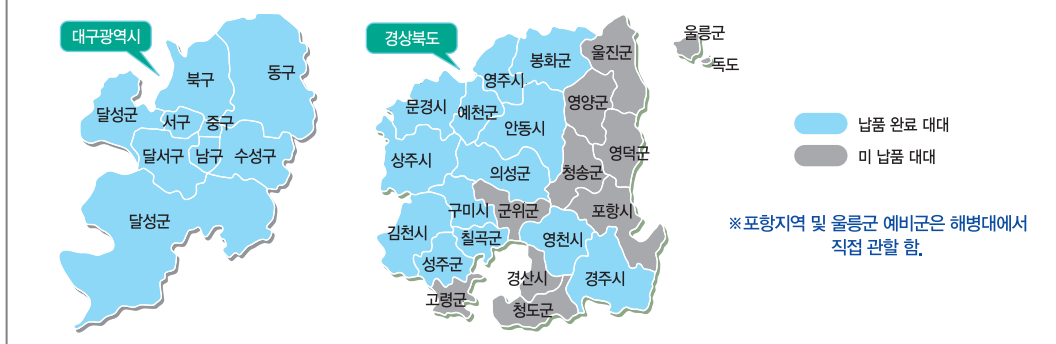 대구광역시
북구
동구
달성군
서구
중구
달서구
남구
수성구
달성군
경상북도
울릉군
독도
봉화군
울진군
영주시
문경시
예천군
영양군
안동시
상주시
영덕군
의성군
청송군
구미시
군위군
포항시
김천시
칠곡군
영천시
성주군
경산시
경주시
고령군
청도군
납품 완료 대대
미 납품 대대
※포항지역 및 울릉군 예비군은 해병대에서
직접 관할 함.